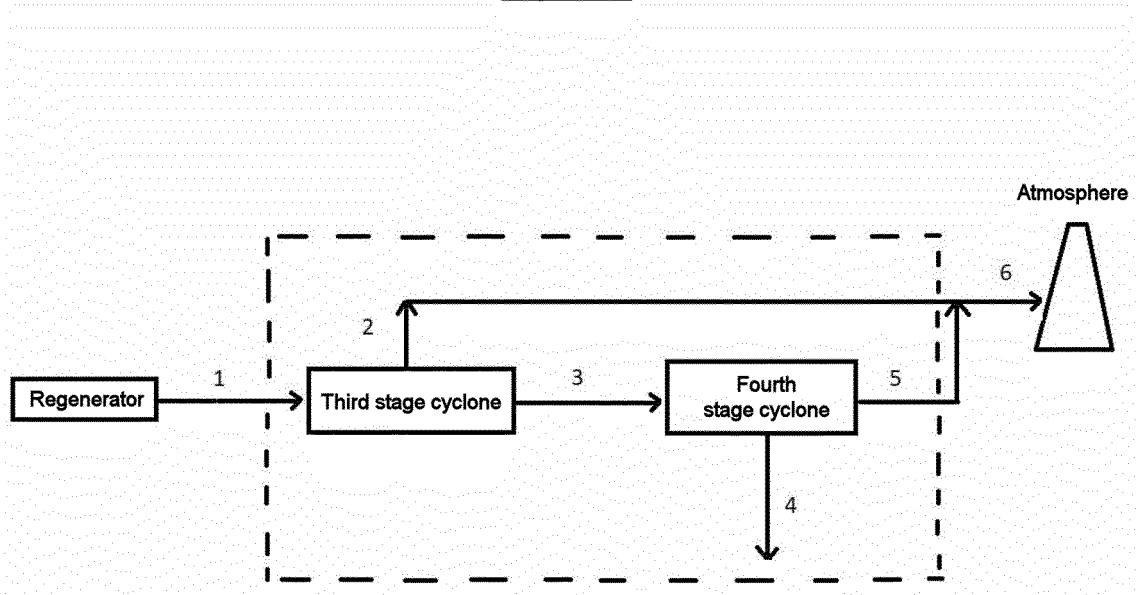 Atmosphere
6
2
1
3
5
Regenerator
Third stage cyclone
Fourth
stage cyclone
4